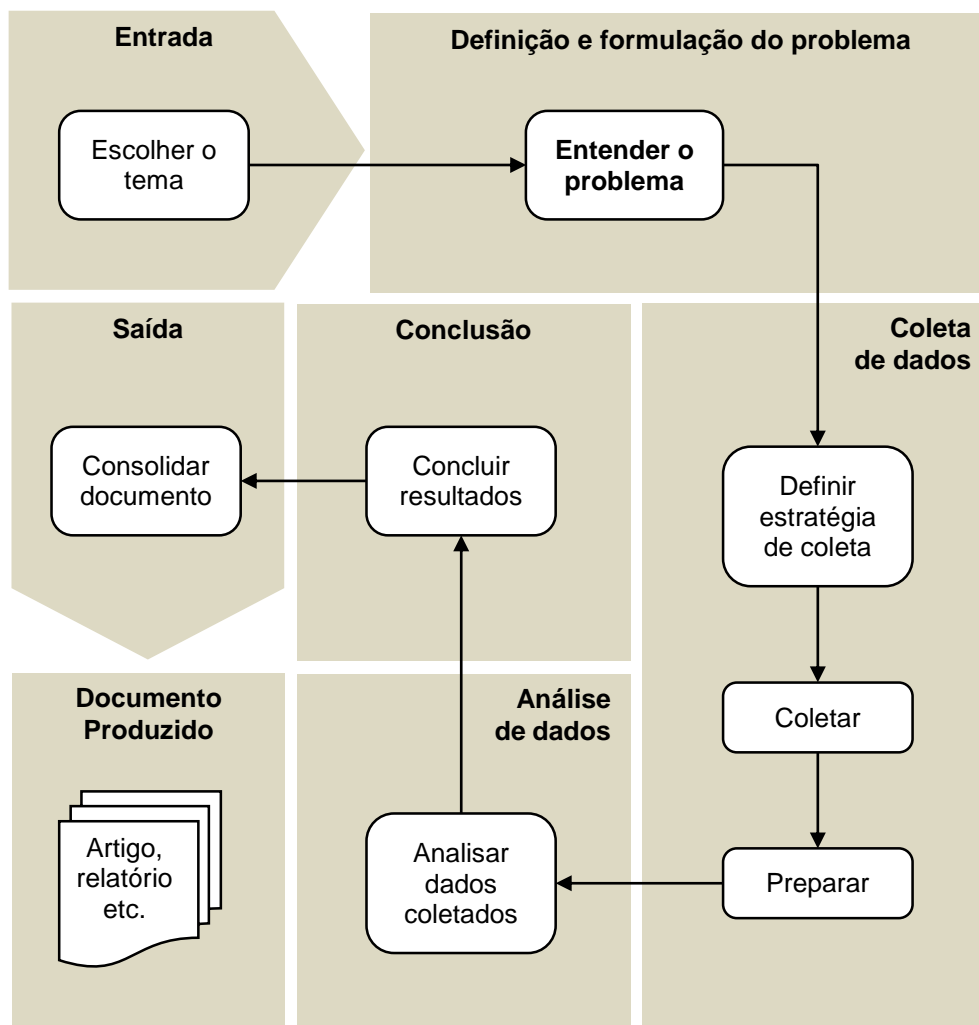 Entrada
Escolher o
tema
Definição e formulação do problema
Entender o
problema
Coleta
de dados
Definir
estratégia
de coleta
Coletar
Preparar
Análise
de dados
Analisar
dados
coletados
Conclusão
Concluir
resultados
Saída
Consolidar
documento
Documento
Produzido
Artigo,
relatório
etc.